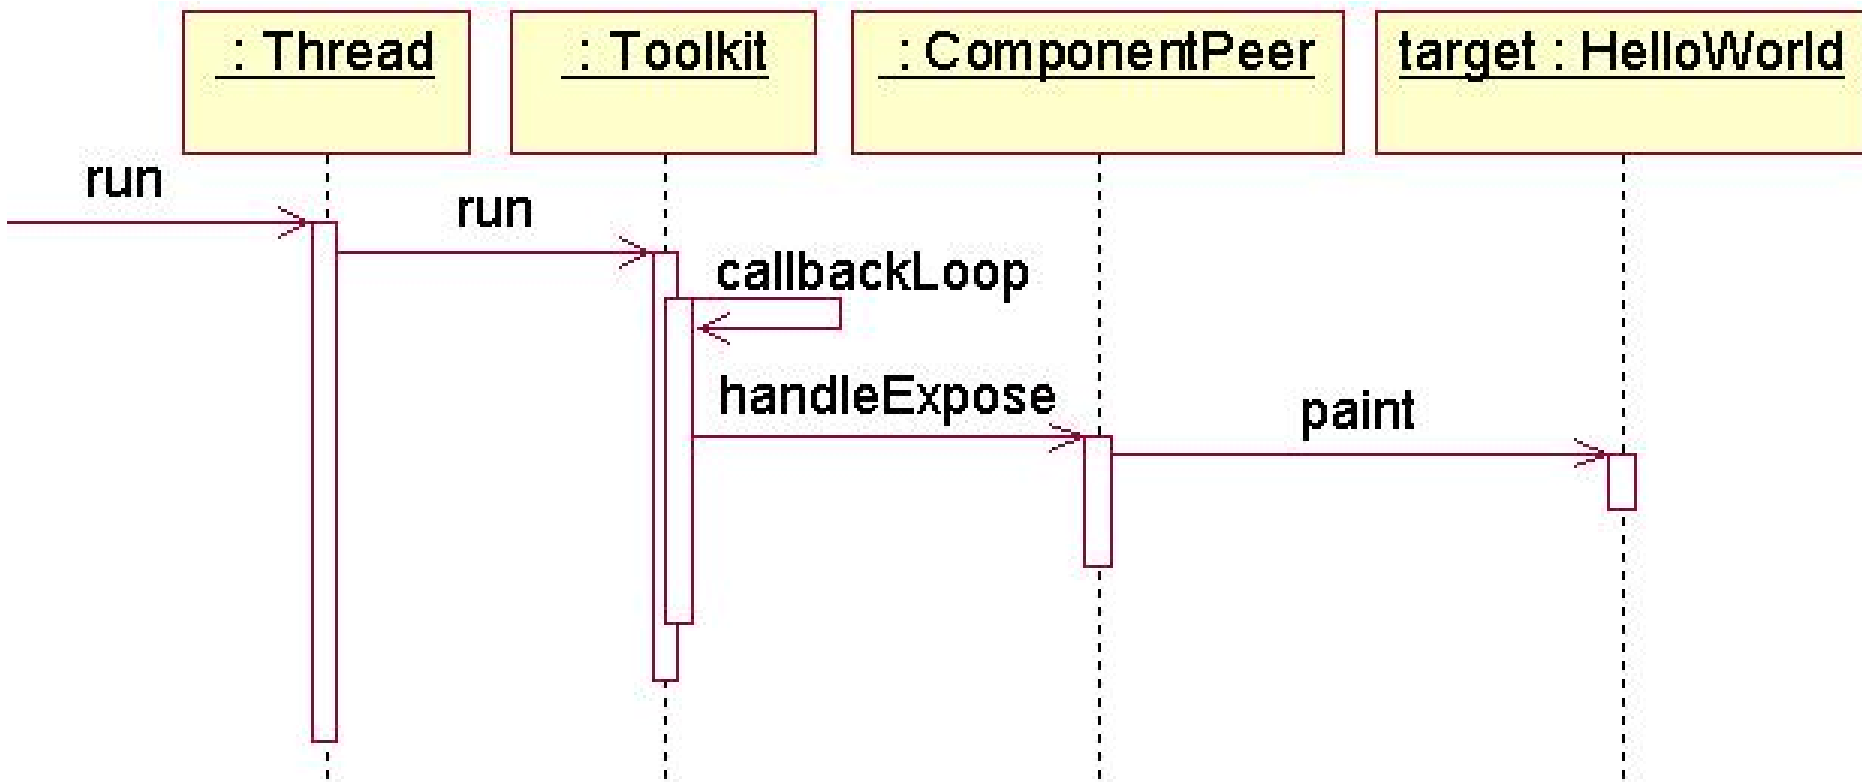 : Thread
: Toolkit
: ComponentPeer
target : HelloWorld
run
run
callbackLoop
handleExpose
paint